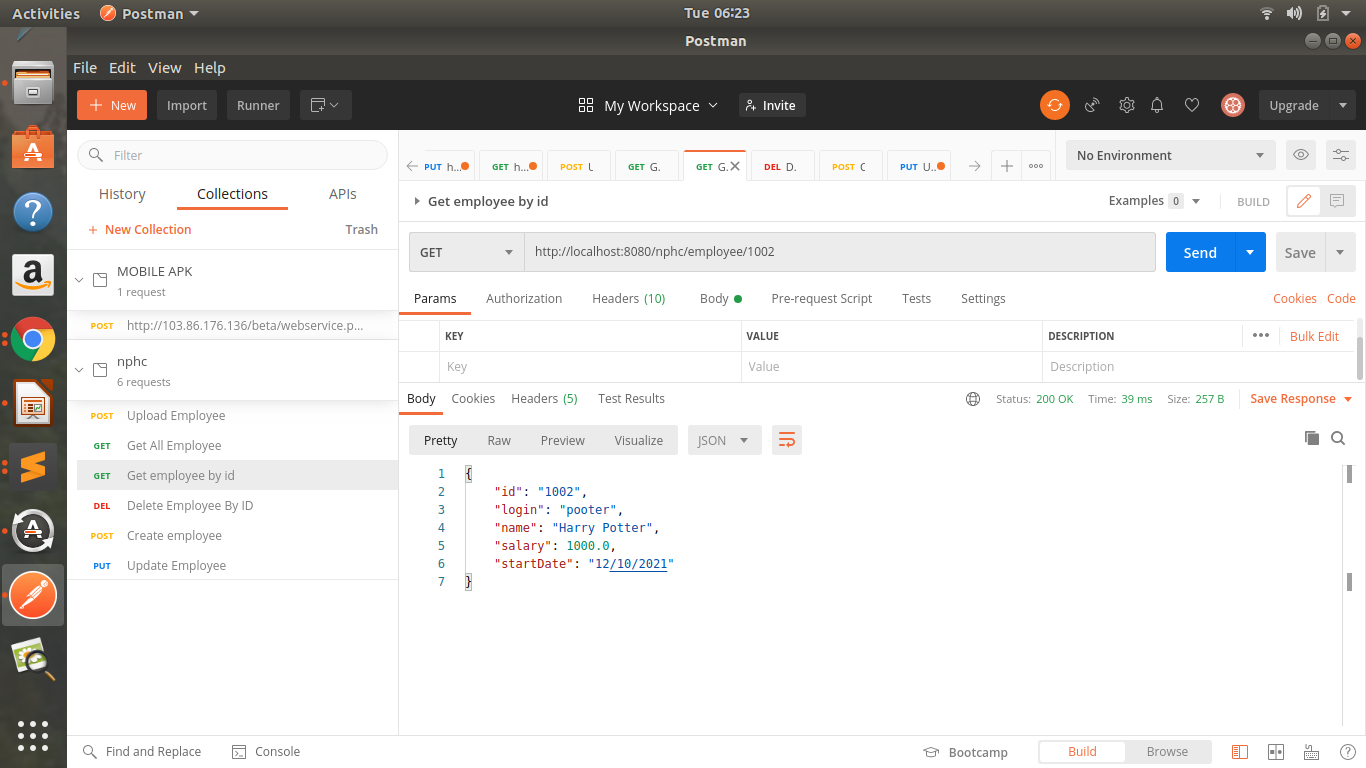 Activities Postman Tue 06:23
Postman
File Edit View Help
New Import Runner My Workspace Invite Upgrade
Filter
History Collections APIs
+ New Collection Trash
MOBILE APK
1 request
POST http://103.86.176.136/beta/webservice.p...
nphc
6 requests
POST Upload Employee
GET Get All Employee
GET Get employee by id
DEL Delete Employee By ID
POST Create employee
PUT Update Employee
PUT h... GET h... POST U GET G. GET G. DEL D. POST C PUT U.. No Environment
Get employee by id Examples 0 BUILD
GET http://localhost:8080/nphc/employee/1002 Send Save
Params Authorization Headers (10) Body Pre-request Script Tests Settings Cookies Code
KEY VALUE DESCRIPTION ••• Bulk Edit
Key Value Description
Body Cookies Headers (5) Test Results Status: 200 OK Time: 39 ms Size: 257 B Save Response
Pretty Raw Preview Visualize JSON
1 {
2 "id": "1002",
3 "login": "pooter",
4 "name": "Harry Potter",
5 "salary": 1000.0,
6 "startDate": "12/10/2021"
7 }
Find and Replace Console Bootcamp Build Browse